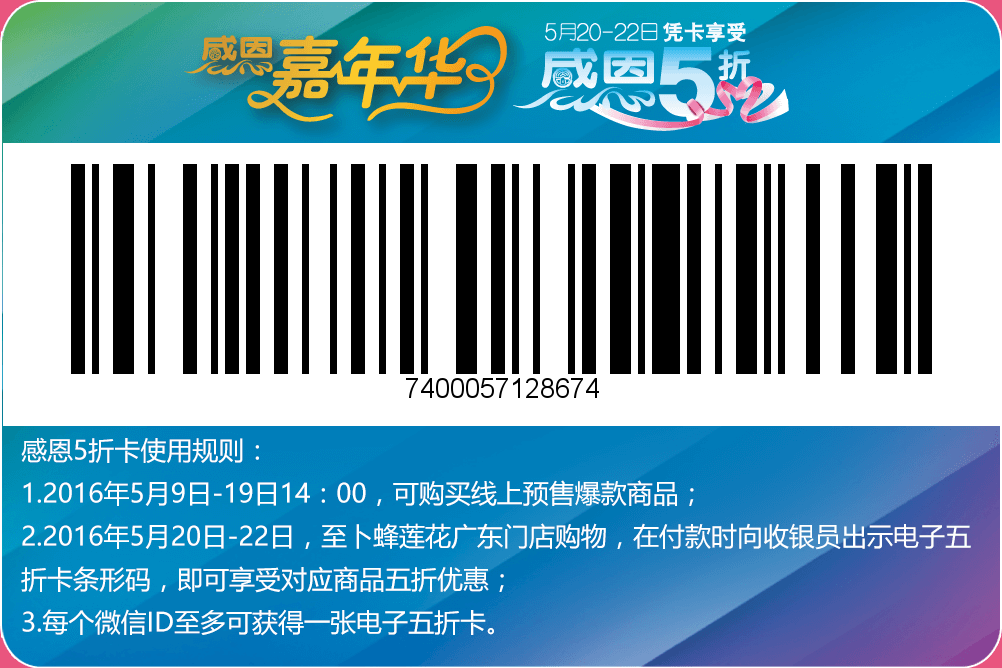 感恩嘉年华
5月20-22日 凭卡享受
感恩5折
7400057128674
感恩5折卡使用规则：
1.2016年5月9日-19日14：00，可购买线上预售爆款商品；
2.2016年5月20日-22日，至卜蜂莲花广东门店购物，在付款时向收银员出示电子五
折卡条形码，即可享受对应商品五折优惠；
3.每个微信ID至多可获得一张电子五折卡。